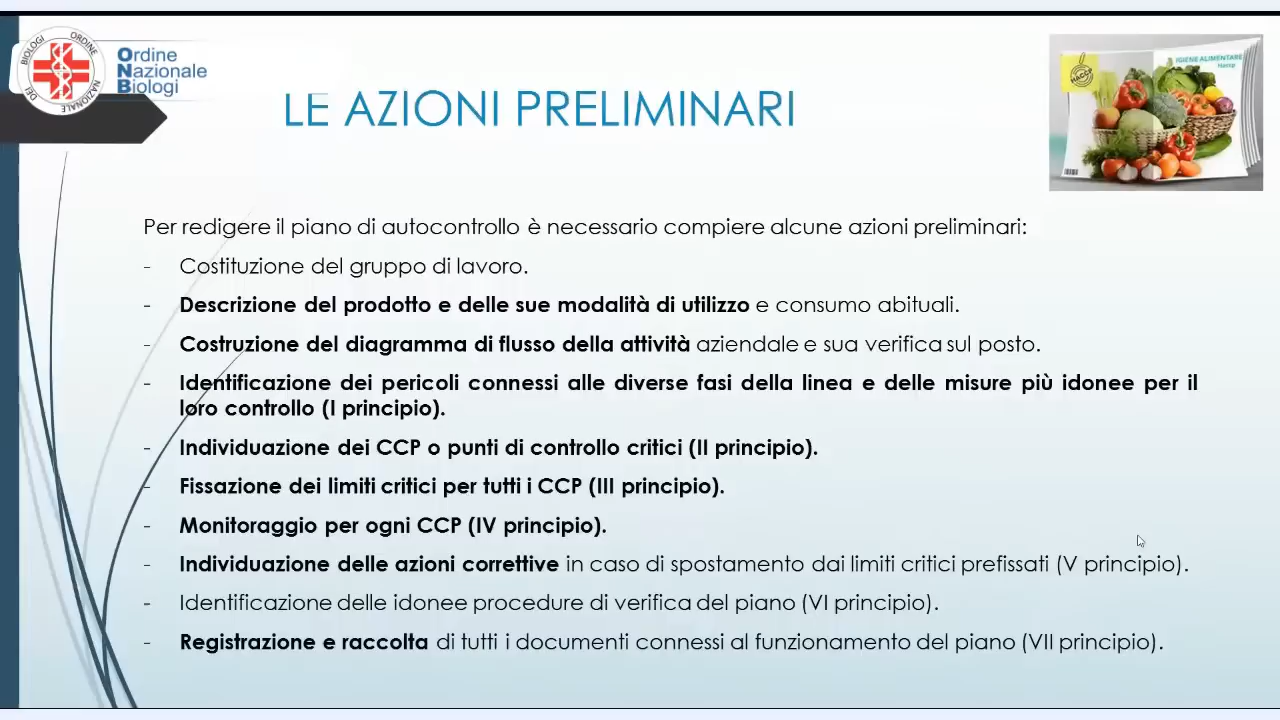 BIOLOGI ORDINE NAZIONALE DEI
Ordine
Nazionale
Biologi
LE AZIONI PRELIMINARI
HACCP
IGIENE ALIMENTARE
Haccp
Per redigere il piano di autocontrollo è necessario compiere alcune azioni preliminari:
- Costituzione del gruppo di lavoro.
- Descrizione del prodotto e delle sue modalità di utilizzo e consumo abituali.
- Costruzione del diagramma di flusso della attività aziendale e sua verifica sul posto.
- Identificazione dei pericoli connessi alle diverse fasi della linea e delle misure più idonee per il
loro controllo (I principio).
- Individuazione dei CCP o punti di controllo critici (II principio).
- Fissazione dei limiti critici per tutti i CCP (III principio).
- Monitoraggio per ogni CCP (IV principio).
- Individuazione delle azioni correttive in caso di spostamento dai limiti critici prefissati (V principio).
- Identificazione delle idonee procedure di verifica del piano (VI principio).
- Registrazione e raccolta di tutti i documenti connessi al funzionamento del piano (VII principio).